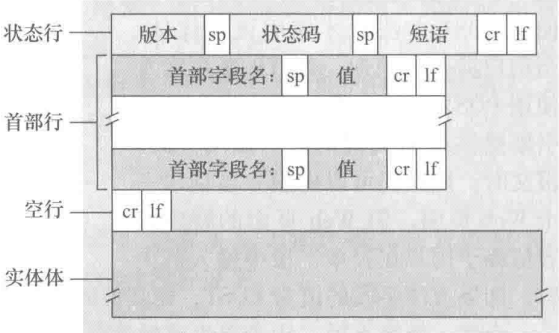 状态行 版本 sp 状态码 sp 短语 cr lf
首部字段名： sp 值 cr lf
首部行
首部字段名： sp 值 cr lf
空行 cr lf
实体体